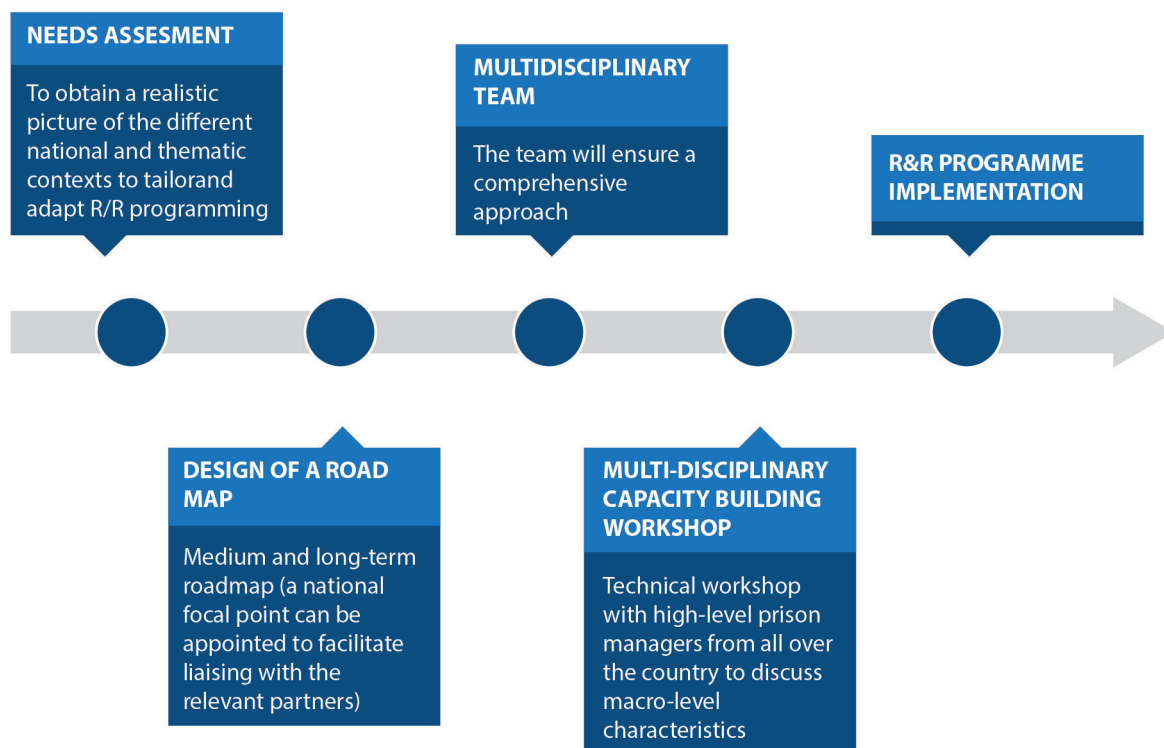 NEEDS ASSESMENT
To obtain a realistic
picture of the different
national and thematic
contexts to tailorand
adapt R/R programming
DESIGN OF A ROAD
MAP
Medium and long-term
roadmap (a national
focal point can be
appointed to facilitate
liaising with the
relevant partners)
MULTIDISCIPLINARY
TEAM
The team will ensure a
comprehensive
approach
MULTI-DISCIPLINARY
CAPACITY BUILDING
WORKSHOP
Technical workshop
with high-level prison
managers from all over
the country to discuss
macro-level
characteristics
R&R PROGRAMME
IMPLEMENTATION